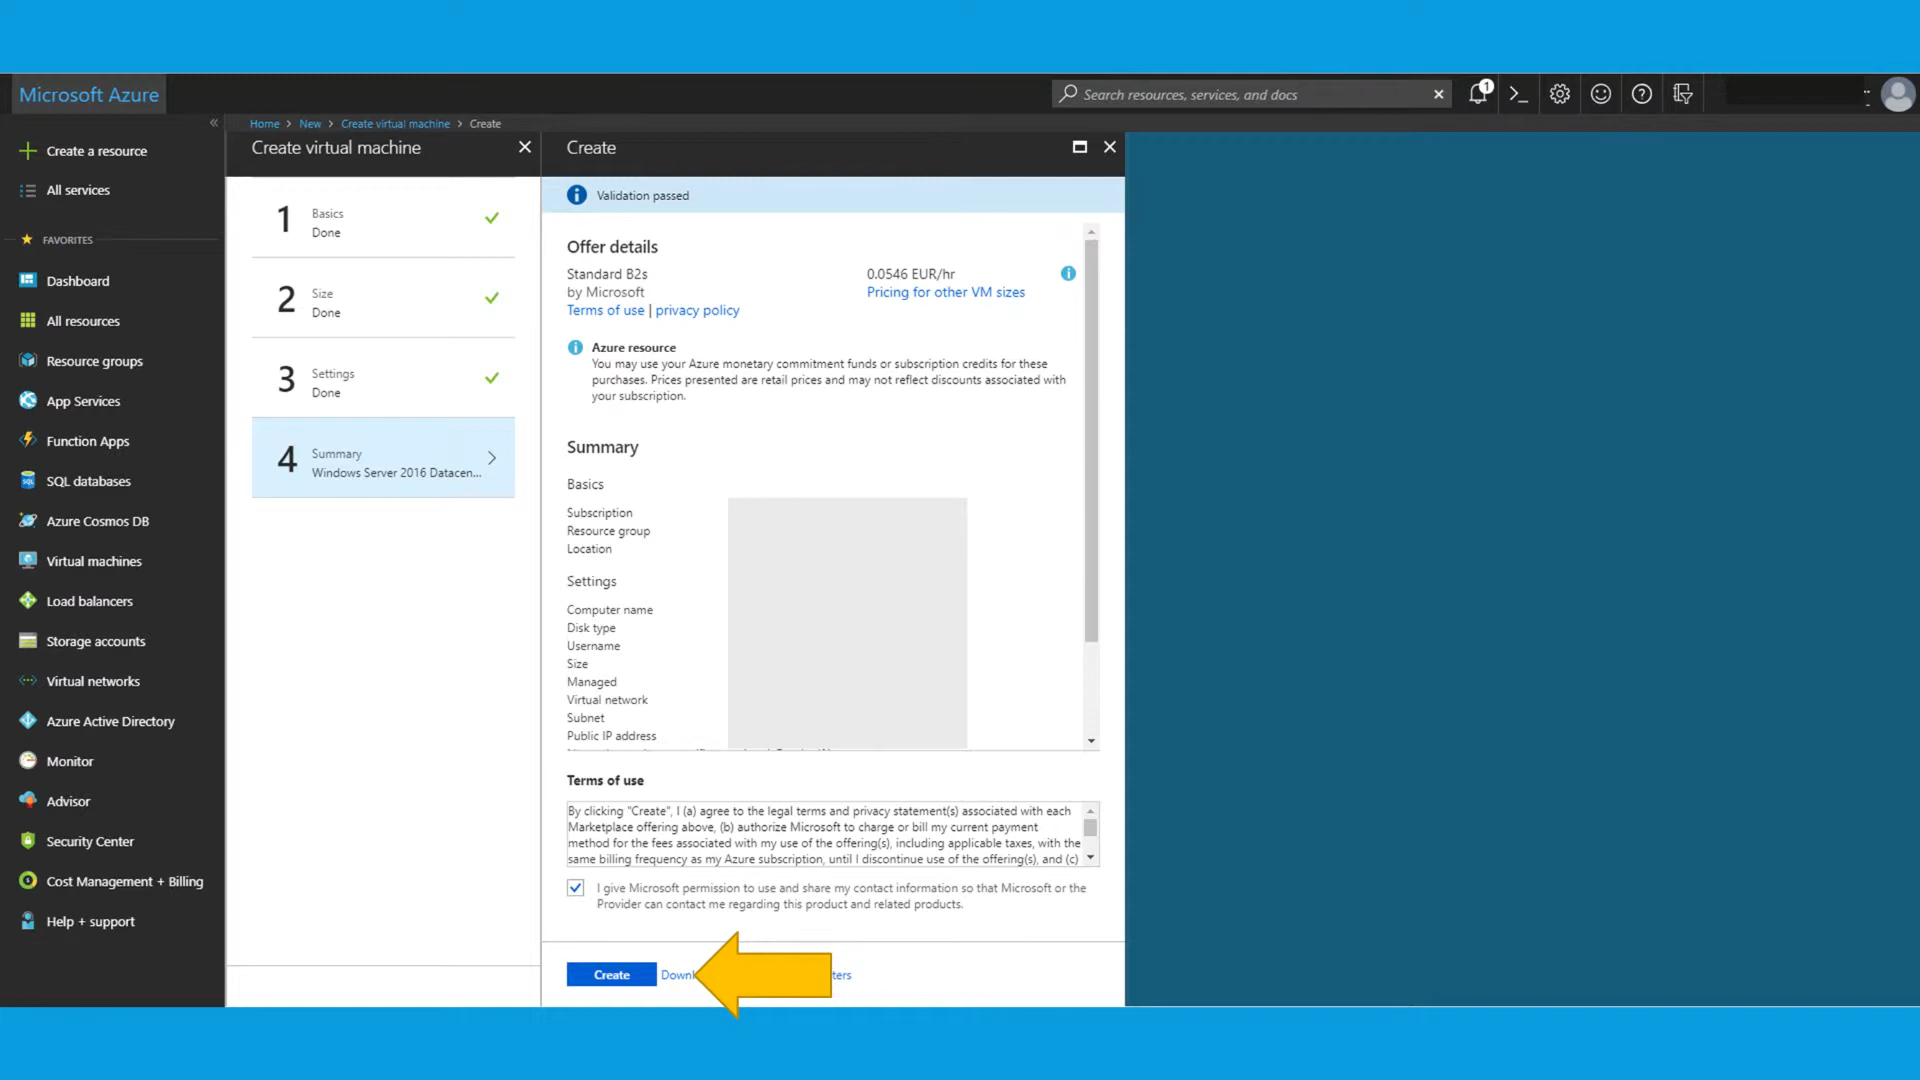 Microsoft Azure
Search resources, services, and docs
1
Home > New > Create virtual machine > Create
Create a resource
All services
FAVORITES
Dashboard
All resources
Resource groups
App Services
Function Apps
SQL databases
Azure Cosmos DB
Virtual machines
Load balancers
Storage accounts
Virtual networks
Azure Active Directory
Monitor
Advisor
Security Center
Cost Management + Billing
Help + support
Create virtual machine
1
Basics
Done
2
Size
Done
3
Settings
Done
4
Summary
Windows Server 2016 Datacen...
Create
Validation passed
Offer details
Standard B2s
by Microsoft
Terms of use | privacy policy
0.0546 EUR/hr
Pricing for other VM sizes
Azure resource
You may use your Azure monetary commitment funds or subscription credits for these
purchases. Prices presented are retail prices and may not reflect discounts associated with
your subscription.
Summary
Basics
Subscription
Resource group
Location
Settings
Computer name
Disk type
Username
Size
Managed
Virtual network
Subnet
Public IP address
Terms of use
By clicking "Create", I (a) agree to the legal terms and privacy statement(s) associated with each
Marketplace offering above, (b) authorize Microsoft to charge or bill my current payment
method for the fees associated with my use of the offering(s), including applicable taxes, with the
same billing frequency as my Azure subscription, until I discontinue use of the offering(s), and (c)
I give Microsoft permission to use and share my contact information so that Microsoft or the
Provider can contact me regarding this product and related products.
Create